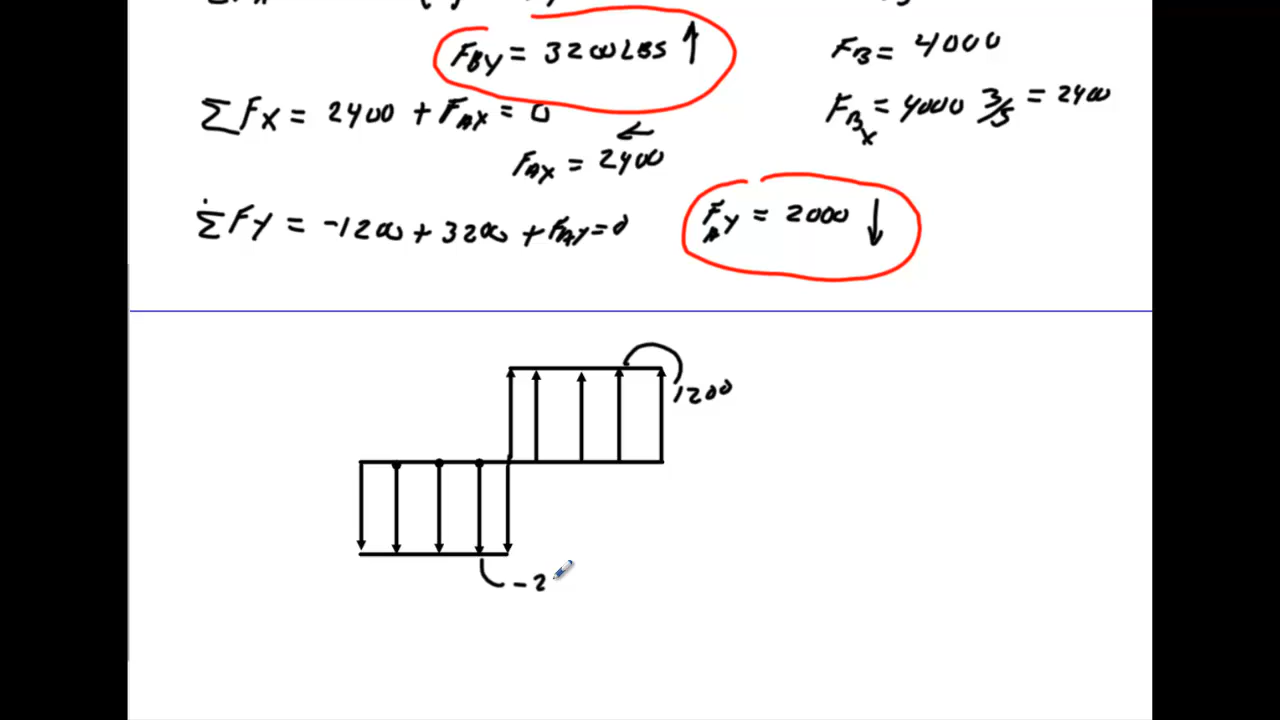 F_BY = 3200 LBS ↑
F_B = 4000
ΣFx = 2400 + F_AX = 0
F_Bx = 4000 3/5 = 2400
←
F_AX = 2400
ΣFY = -1200 + 3200 + F_AY = 0
F_AY = 2000 ↓
1200
-2